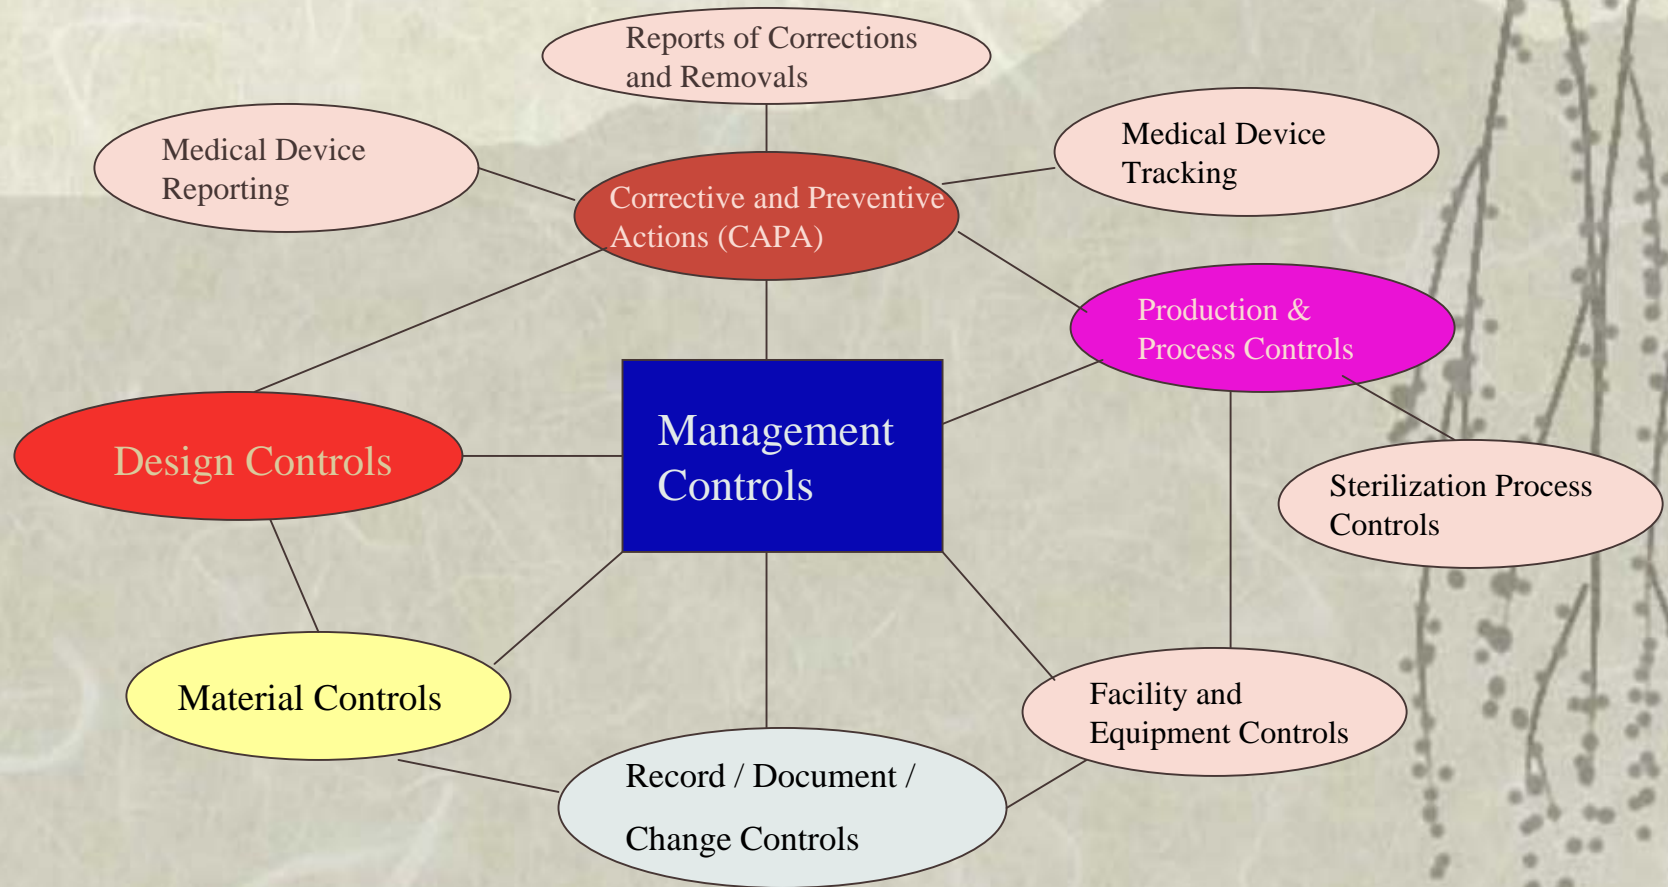 Reports of Corrections
and Removals
Medical Device
Reporting
Medical Device
Tracking
Corrective and Preventive
Actions (CAPA)
Production &
Process Controls
Management
Controls
Design Controls
Sterilization Process
Controls
Material Controls
Facility and
Equipment Controls
Record / Document /
Change Controls